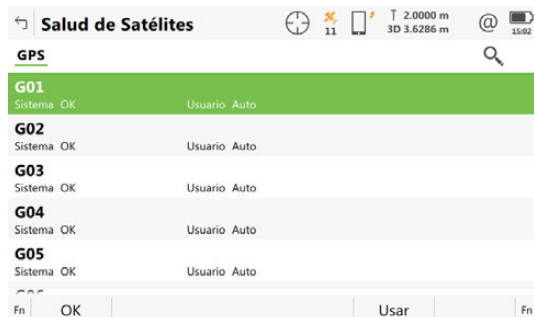 Salud de Satélites
11
2.0000 m
3D 3.6286 m
@
15:02
GPS
G01
Sistema OK Usuario Auto
G02
Sistema OK Usuario Auto
G03
Sistema OK Usuario Auto
G04
Sistema OK Usuario Auto
G05
Sistema OK Usuario Auto
Fn OK Usar Fn